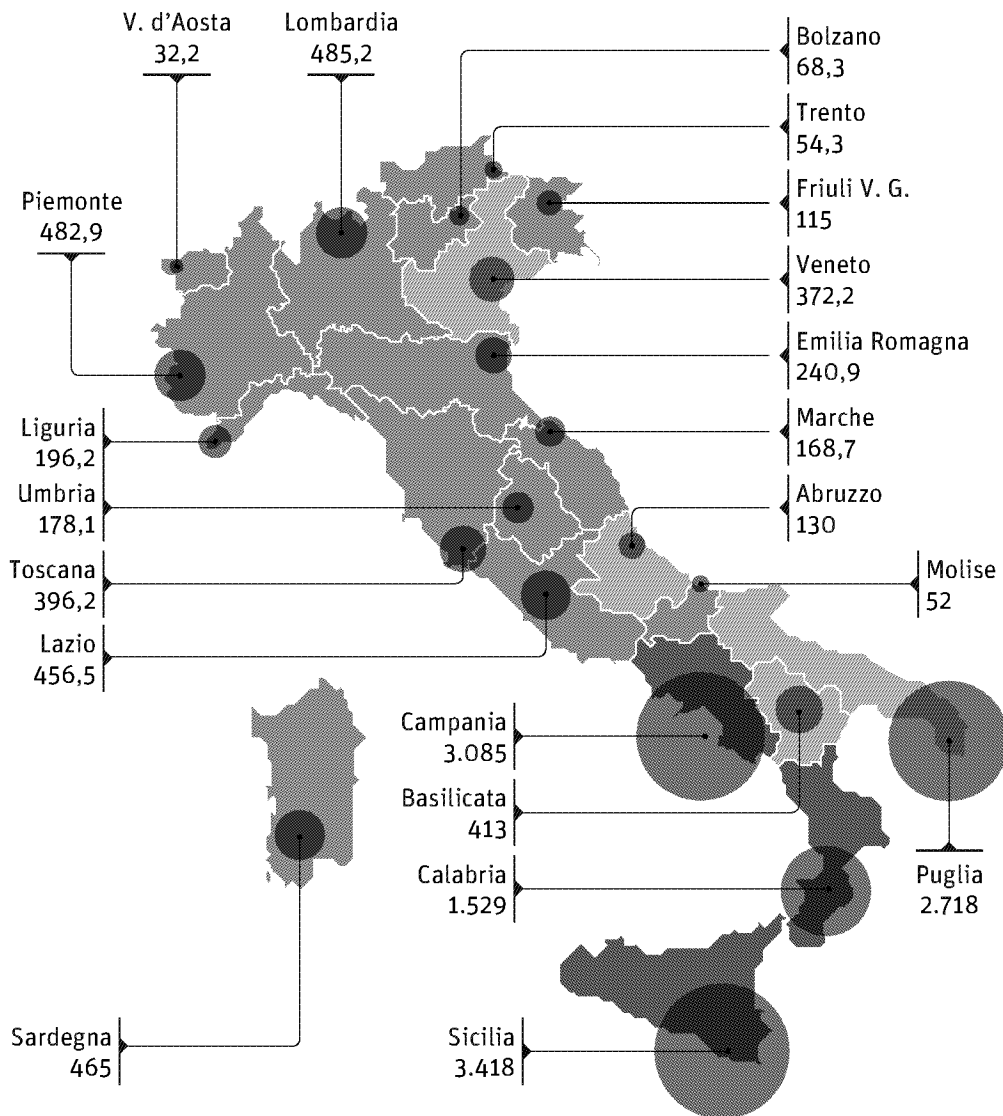 V. d'Aosta
32,2
Lombardia
485,2
Bolzano
68,3
Trento
54,3
Piemonte
482,9
Friuli V. G.
115
Veneto
372,2
Emilia Romagna
240,9
Liguria
196,2
Marche
168,7
Umbria
178,1
Abruzzo
130
Toscana
396,2
Molise
52
Lazio
456,5
Campania
3.085
Basilicata
413
Calabria
1.529
Puglia
2.718
Sardegna
465
Sicilia
3.418